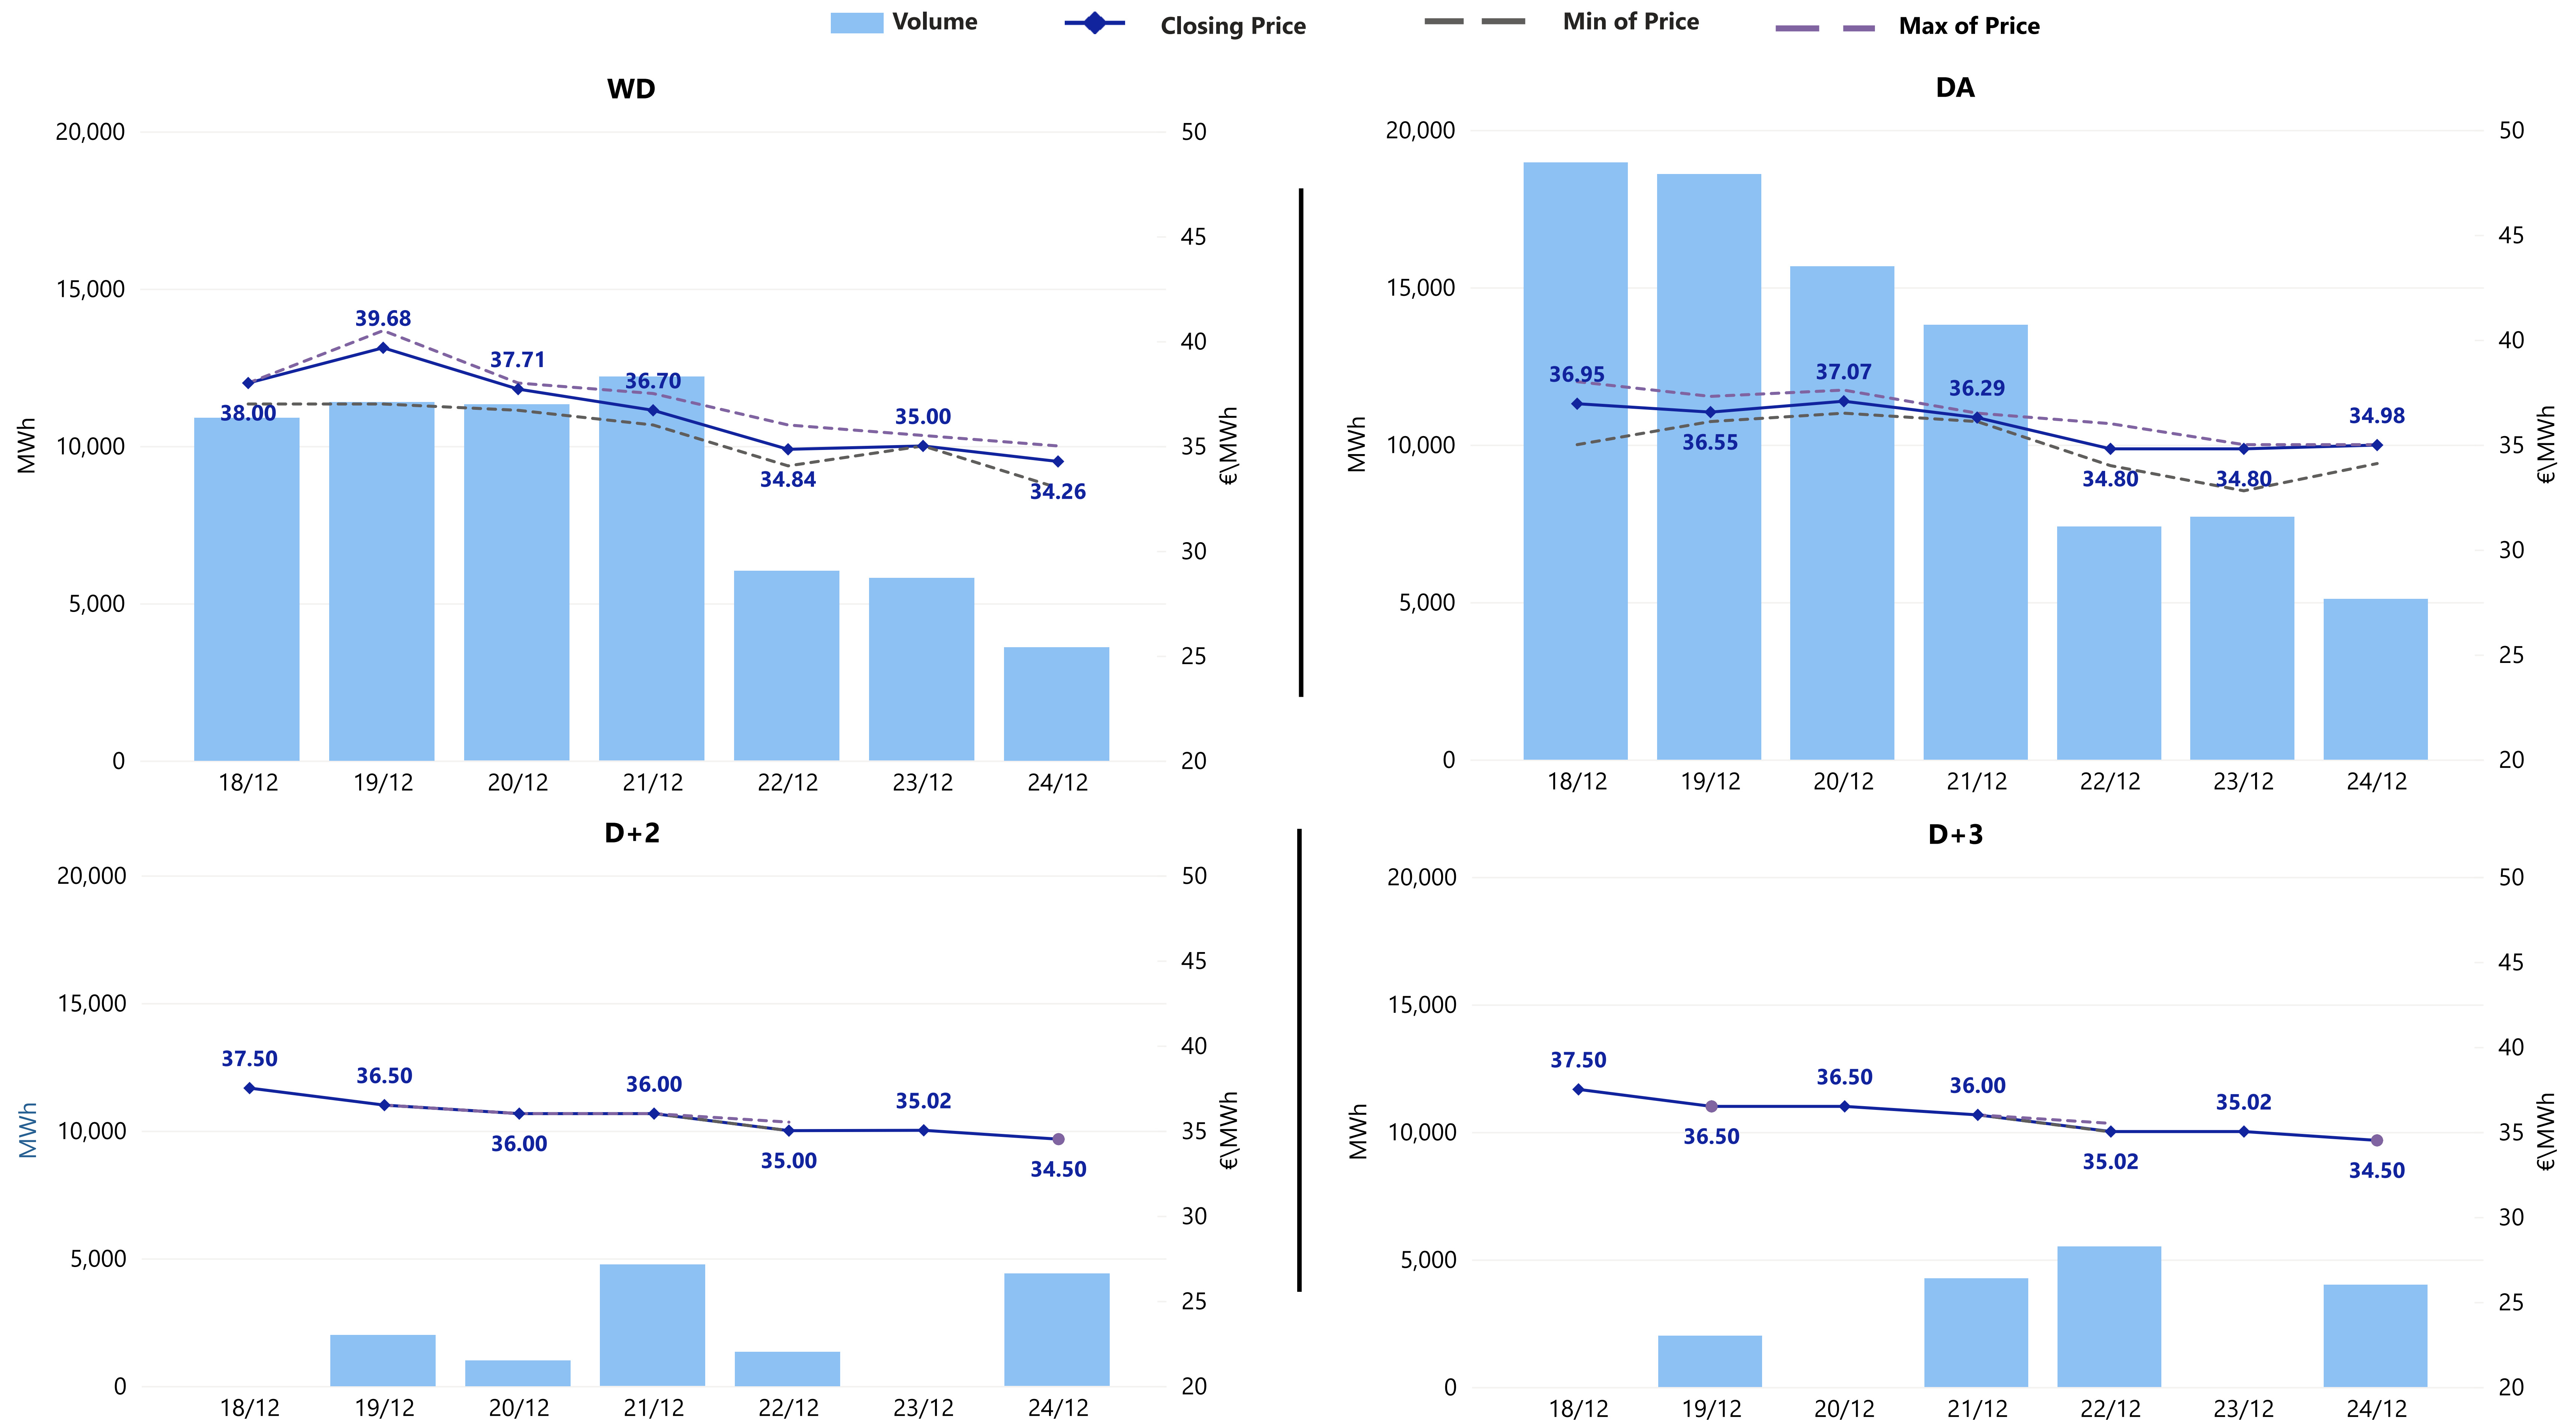 Volume Closing Price Min of Price Max of Price
WD
20,000
15,000
10,000
5,000
0
MWh
50
45
40
35
30
25
20
€\MWh
38.00 39.68 37.71 36.70 34.84 35.00 34.26
18/12 19/12 20/12 21/12 22/12 23/12 24/12
DA
20,000
15,000
10,000
5,000
0
MWh
50
45
40
35
30
25
20
€\MWh
36.95 36.55 37.07 36.29 34.80 34.80 34.98
18/12 19/12 20/12 21/12 22/12 23/12 24/12
D+2
20,000
15,000
10,000
5,000
0
MWh
50
45
40
35
30
25
20
€\MWh
37.50 36.50 36.00 36.00 35.00 35.02 34.50
18/12 19/12 20/12 21/12 22/12 23/12 24/12
D+3
20,000
15,000
10,000
5,000
0
MWh
50
45
40
35
30
25
20
€\MWh
37.50 36.50 36.50 36.00 35.02 35.02 34.50
18/12 19/12 20/12 21/12 22/12 23/12 24/12